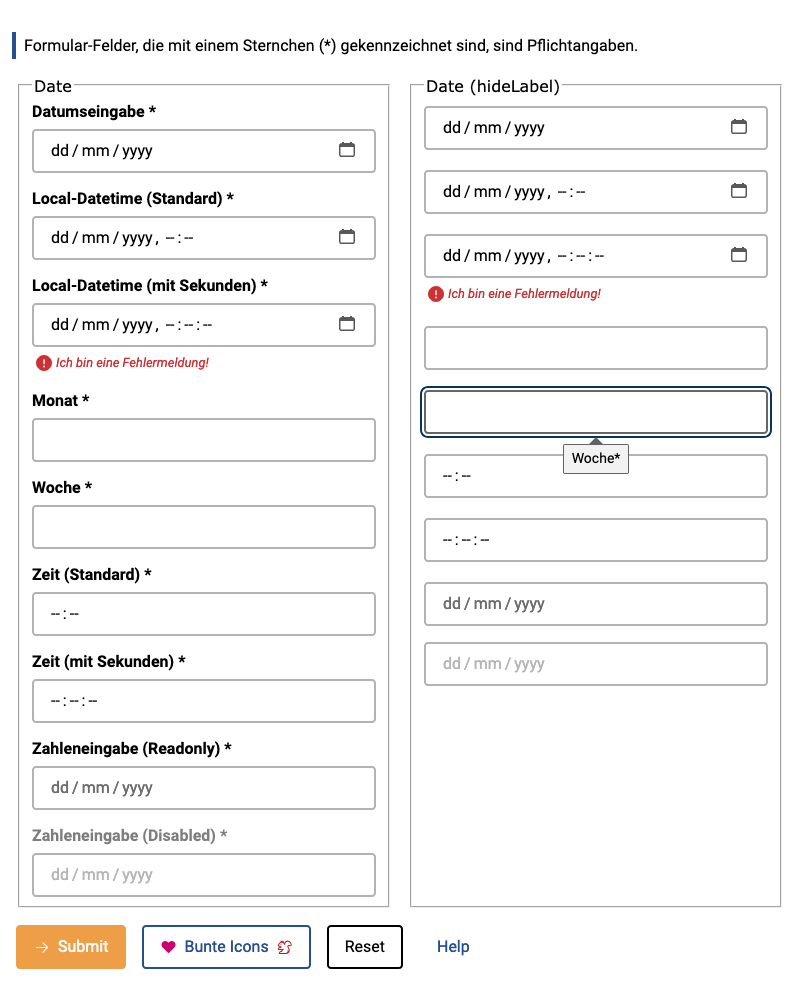 Formular-Felder, die mit einem Sternchen (*) gekennzeichnet sind, sind Pflichtangaben.
Date
Datumseingabe *
dd/mm/yyyy
Local-Datetime (Standard) *
dd/mm/yyyy, --:--
Local-Datetime (mit Sekunden) *
dd/mm/yyyy, --:--:--
Ich bin eine Fehlermeldung!
Monat *
Woche *
Zeit (Standard) *
--:--
Zeit (mit Sekunden) *
--:--:--
Zahleneingabe (Readonly) *
dd/mm/yyyy
Zahleneingabe (Disabled) *
dd/mm/yyyy
Date (hideLabel)
dd/mm/yyyy
dd/mm/yyyy, --:--
dd/mm/yyyy, --:--:--
Ich bin eine Fehlermeldung!
Woche*
--:--
--:--:--
dd/mm/yyyy
dd/mm/yyyy
Submit
Bunte Icons
Reset
Help